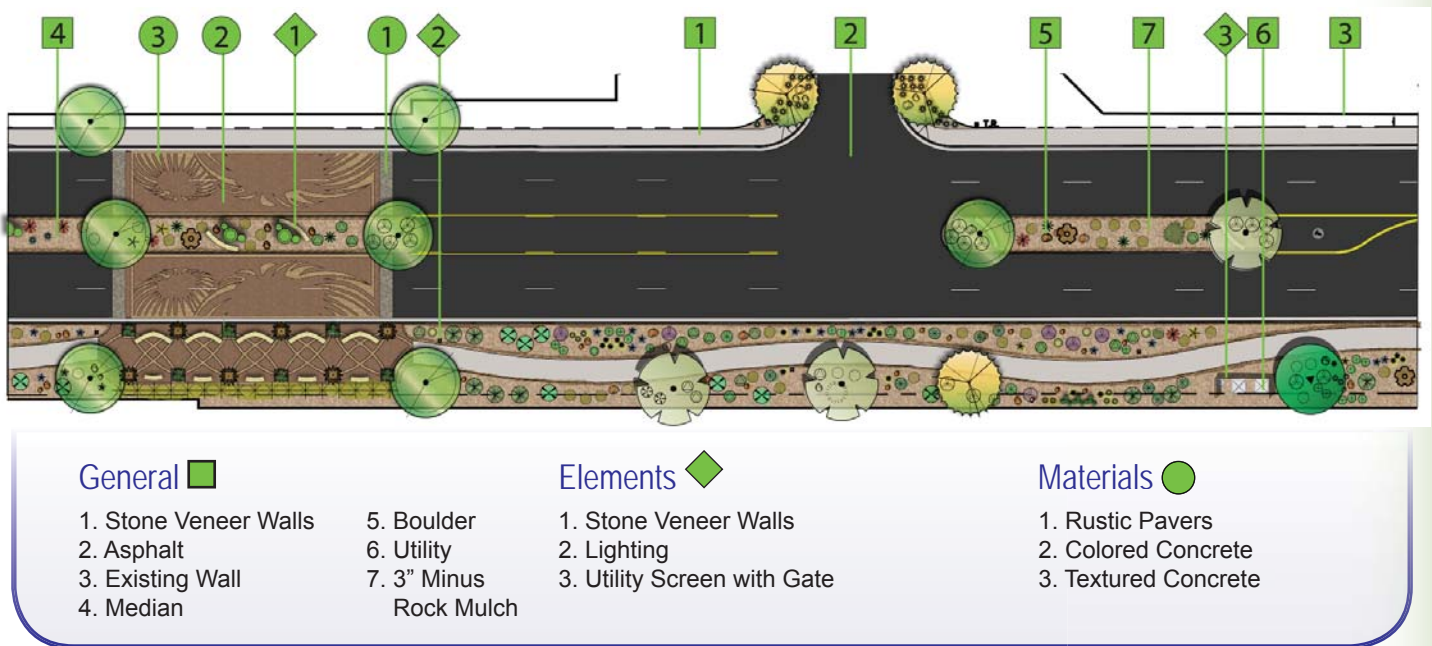 4 3 2 1 1 2 1 2 5 7 3 6 3
T.P.
General
1. Stone Veneer Walls
2. Asphalt
3. Existing Wall
4. Median
5. Boulder
6. Utility
7. 3” Minus
Rock Mulch
Elements
1. Stone Veneer Walls
2. Lighting
3. Utility Screen with Gate
Materials
1. Rustic Pavers
2. Colored Concrete
3. Textured Concrete